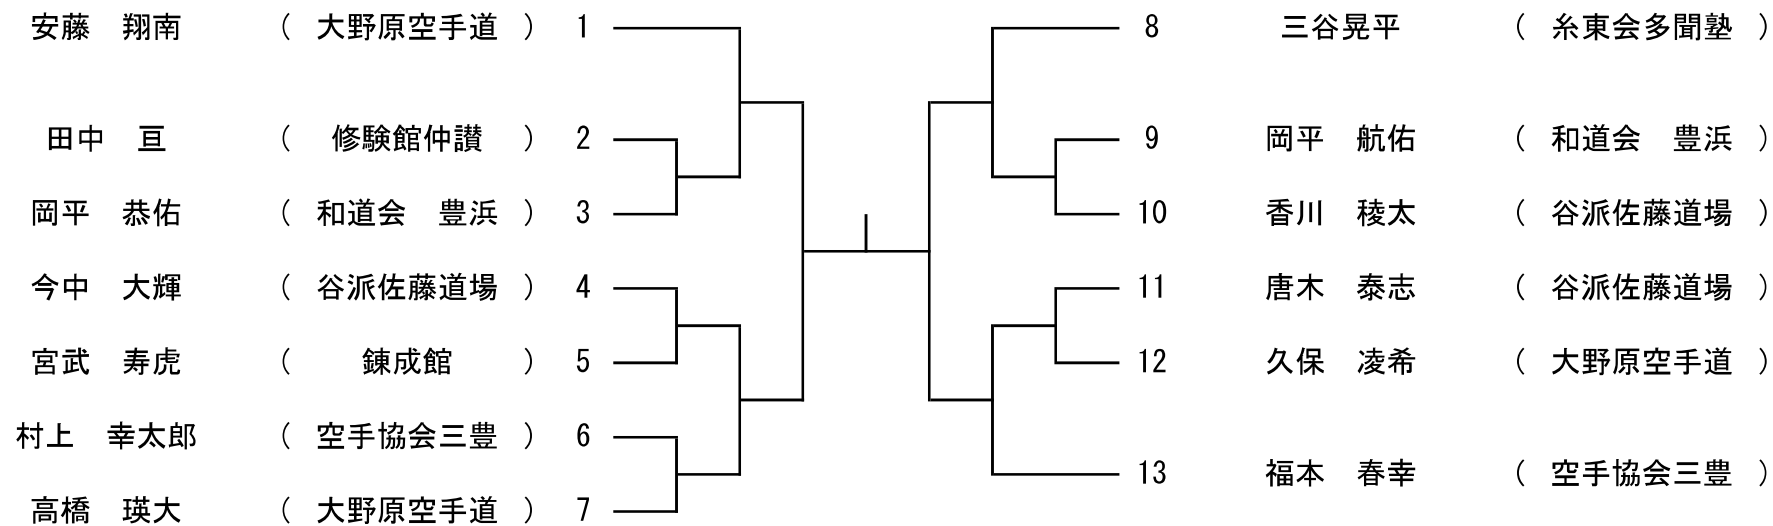 安藤　翔南　（　大野原空手道　）　1
田中　亘　（　修験館仲讃　）　2
岡平　恭佑　（　和道会　豊浜　）　3
今中　大輝　（　谷派佐藤道場　）　4
宮武　寿虎　（　錬成館　）　5
村上　幸太郎　（　空手協会三豊　）　6
高橋　瑛大　（　大野原空手道　）　7
8　三谷晃平　（　糸東会多聞塾　）
9　岡平　航佑　（　和道会　豊浜　）
10　香川　稜太　（　谷派佐藤道場　）
11　唐木　泰志　（　谷派佐藤道場　）
12　久保　凌希　（　大野原空手道　）
13　福本　春幸　（　空手協会三豊　）